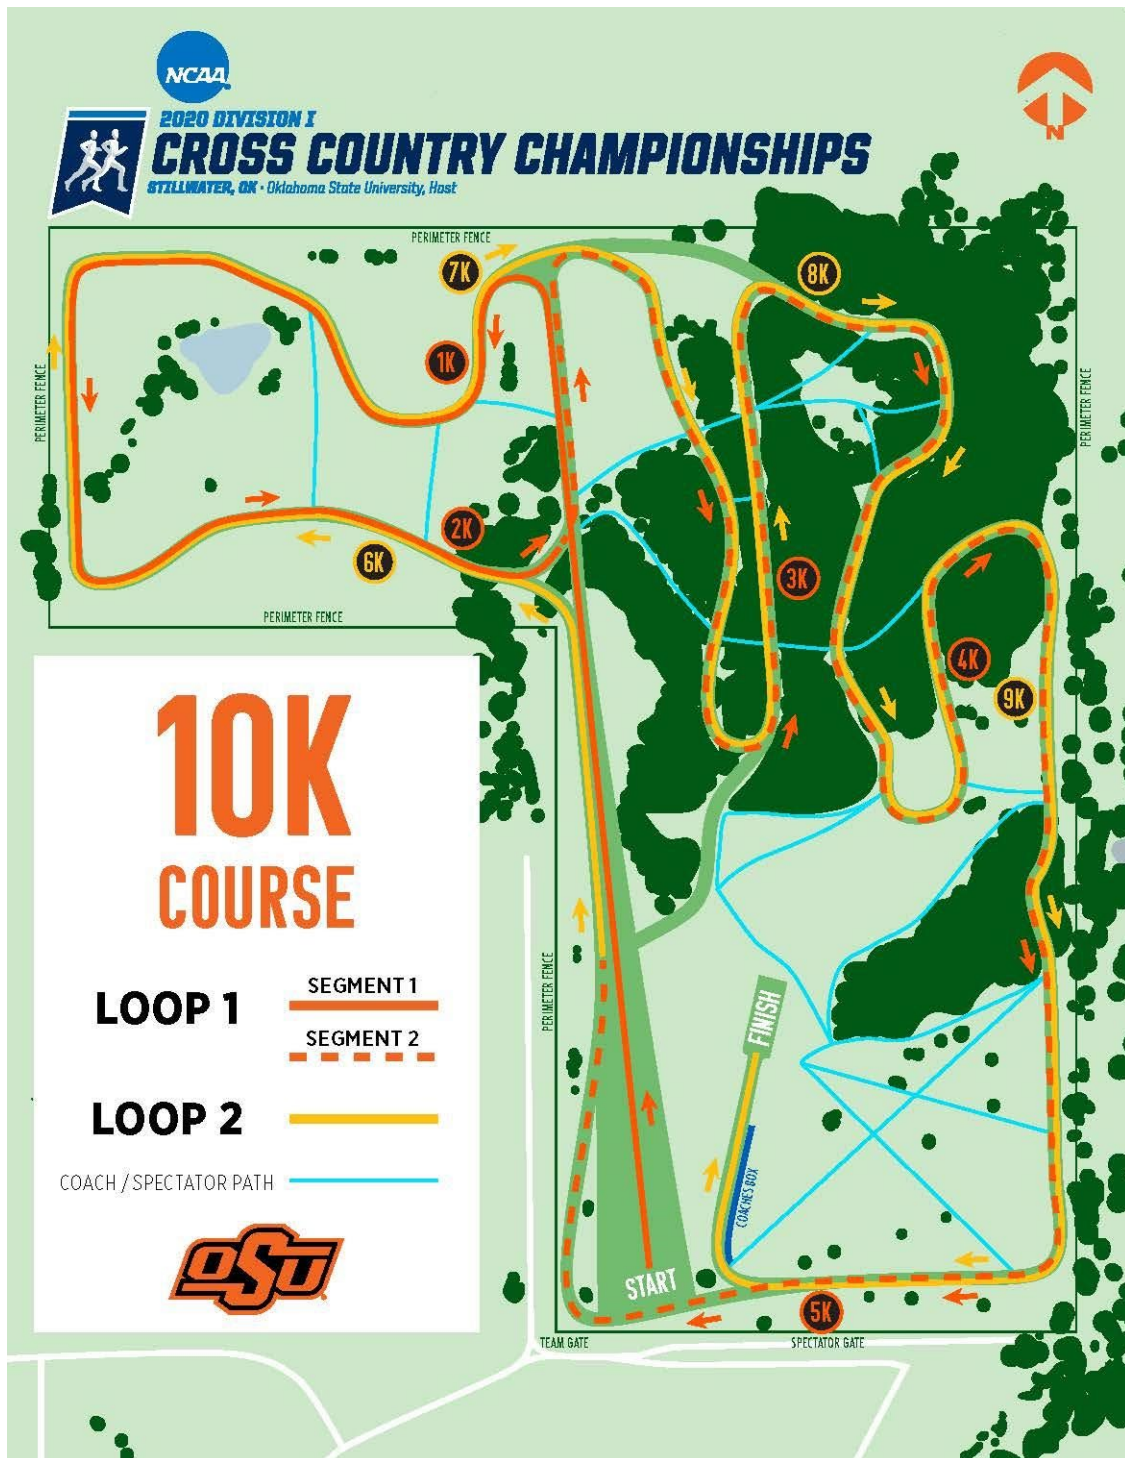 NCAA
2020 DIVISION I
CROSS COUNTRY CHAMPIONSHIPS
STILLWATER, OK • Oklahoma State University, Host
N
PERIMETER FENCE
7K
8K
1K
PERIMETER FENCE
PERIMETER FENCE
2K
6K
3K
PERIMETER FENCE
4K
9K
10K
COURSE
LOOP 1
SEGMENT 1
SEGMENT 2
LOOP 2
COACH / SPECTATOR PATH
OSU
PERIMETER FENCE
FINISH
COACHES BOX
START
5K
TEAM GATE
SPECTATOR GATE